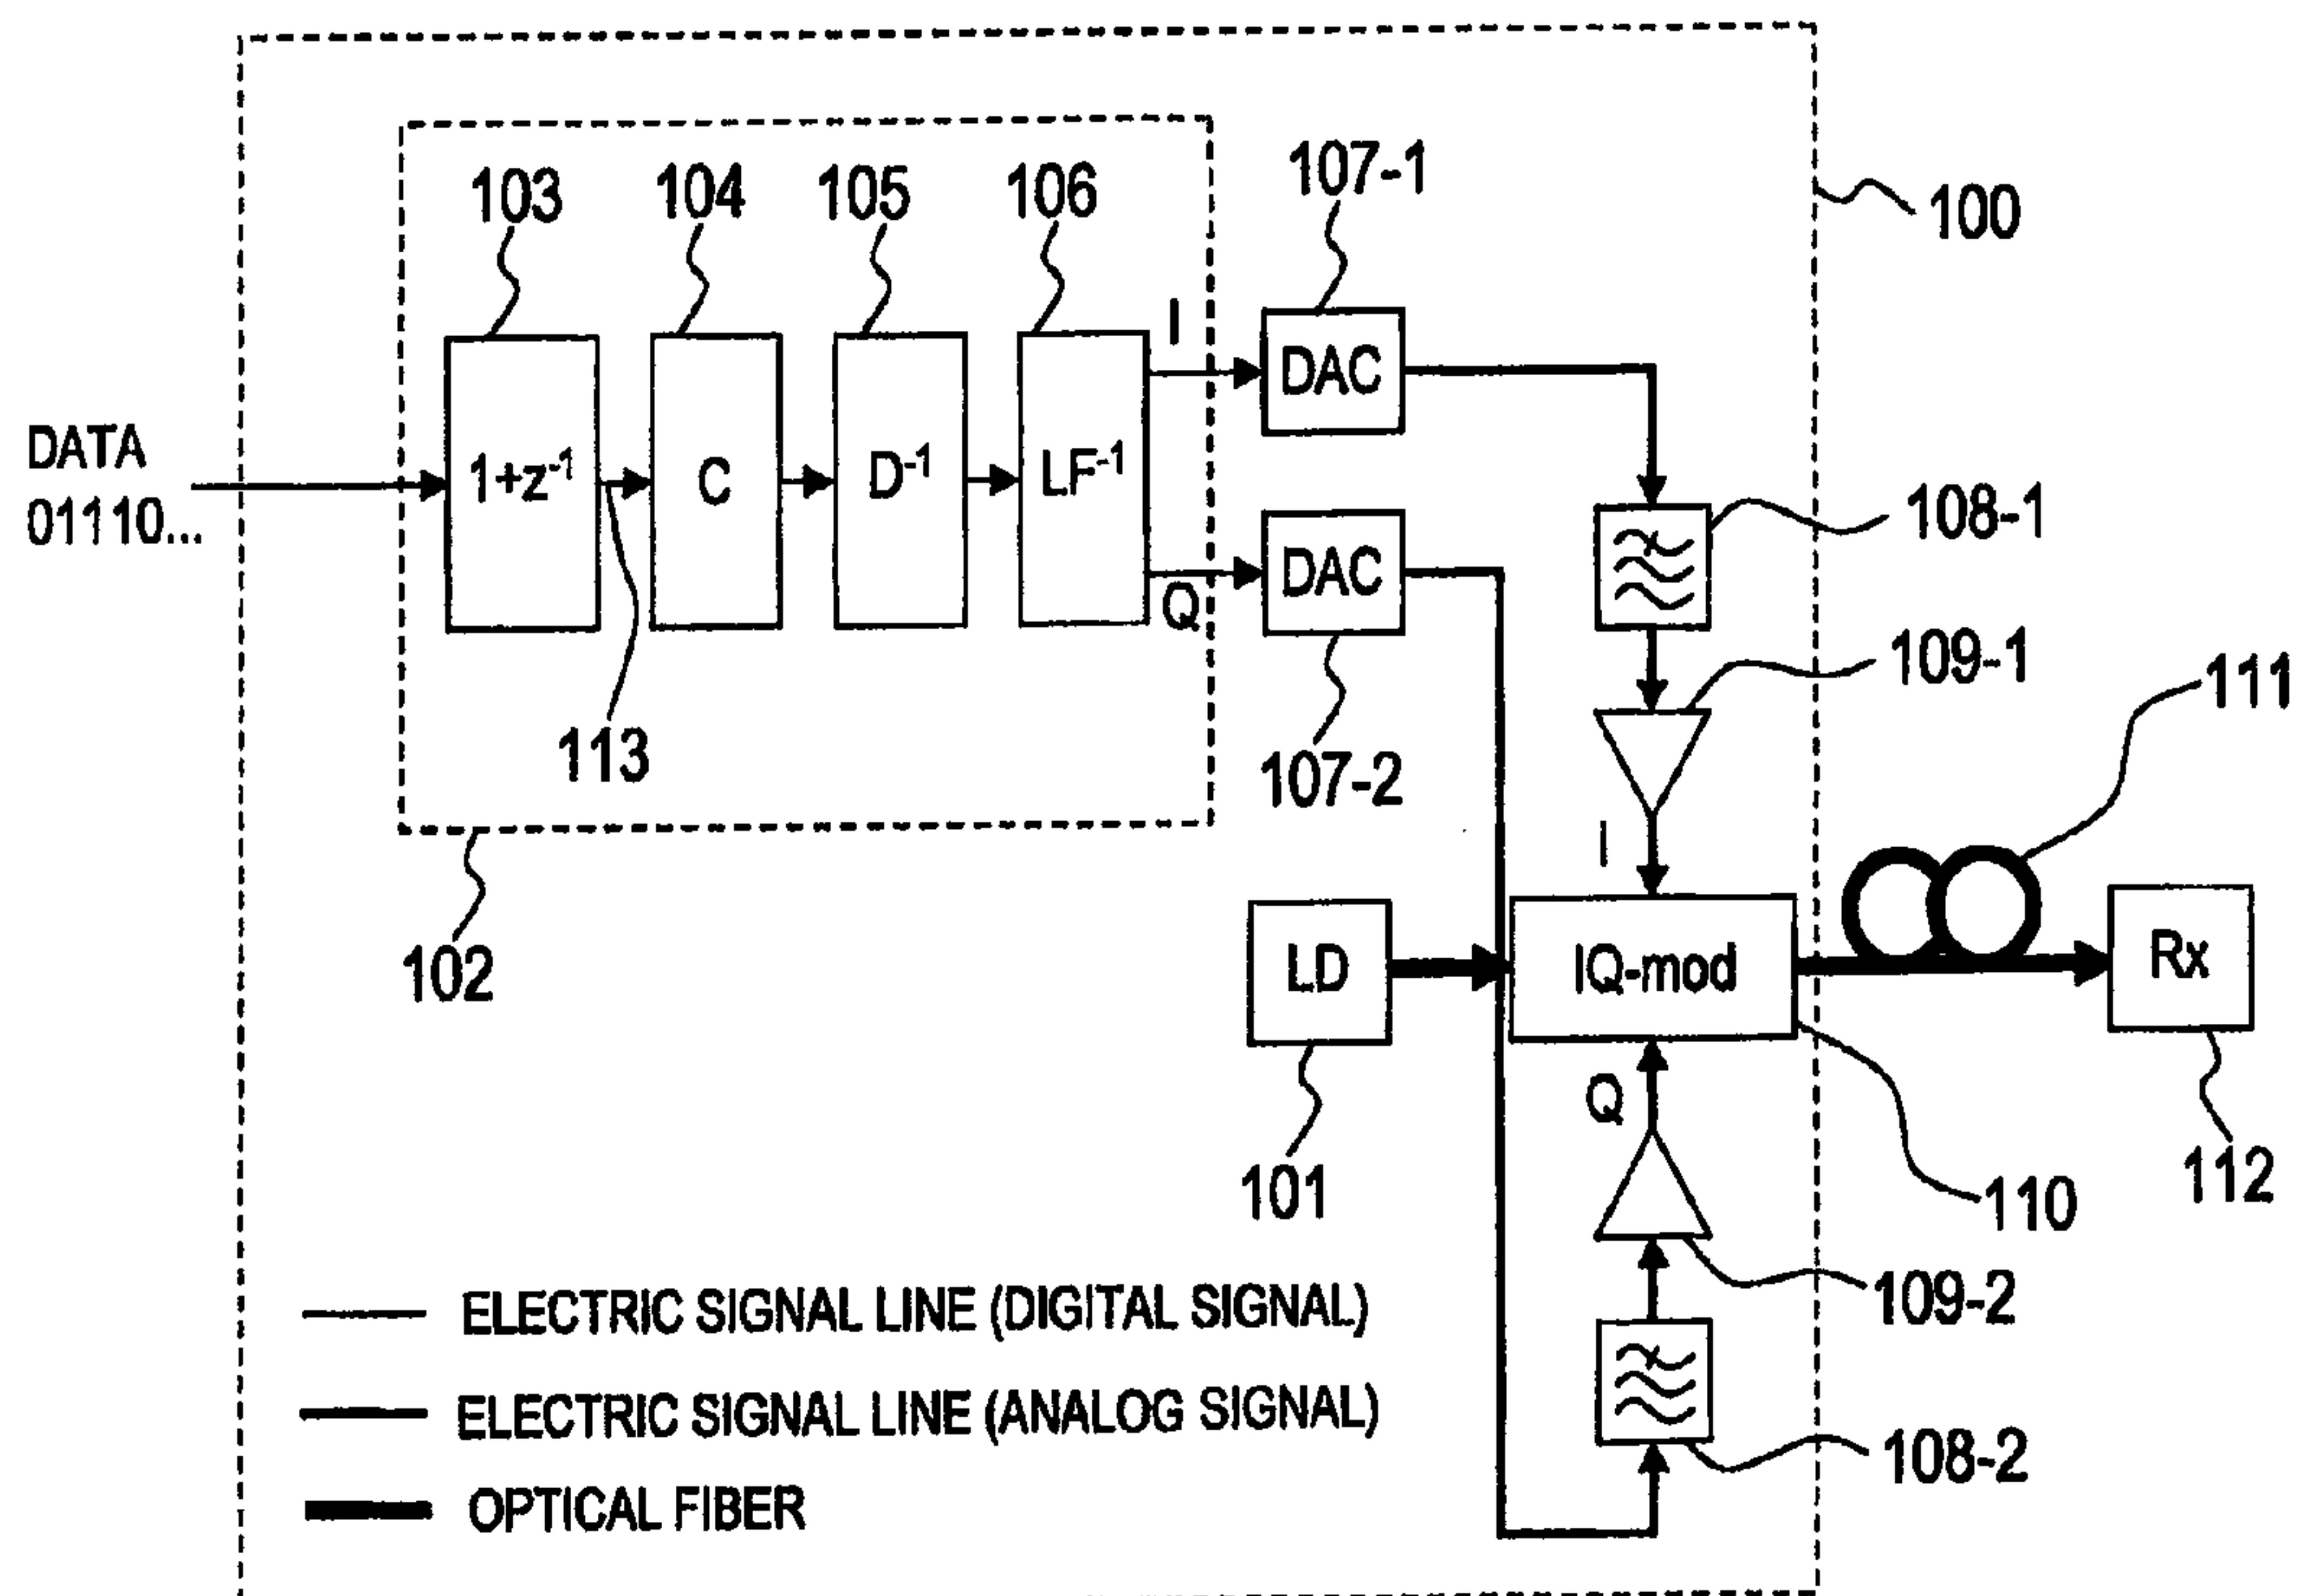 107-1
103
104
105
106
100
I
DAC
DATA
01110...
1+z⁻¹
C
D⁻¹
LF⁻¹
108-1
DAC
Q
109-1
111
113
107-2
I
102
LD
IQ-mod
Rx
Q
101
110
112
ELECTRIC SIGNAL LINE (DIGITAL SIGNAL)
109-2
ELECTRIC SIGNAL LINE (ANALOG SIGNAL)
108-2
OPTICAL FIBER